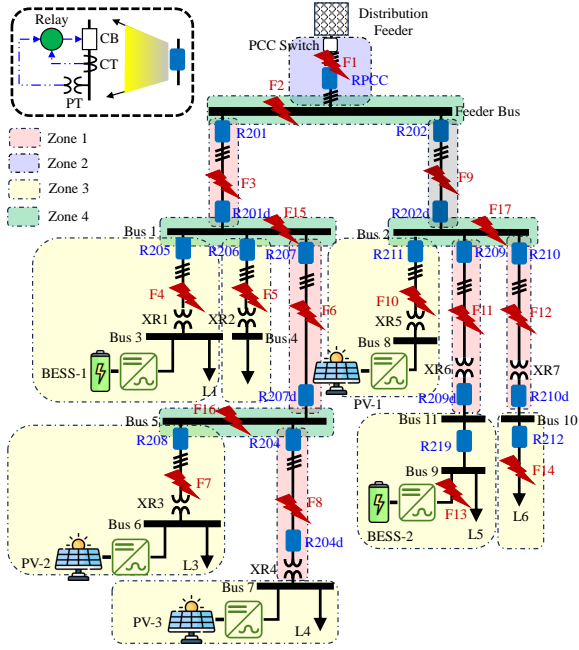 Relay
CB
CT
PT
Distribution
Feeder
PCC Switch
F1
RPCC
F2
Feeder Bus
Zone 1
Zone 2
Zone 3
Zone 4
R201
R202
F3
F9
R201d
F15
R202d
F17
Bus 1
Bus 2
R205
R206
R207
R211
R209
R210
F4
F5
F6
F10
F11
F12
XR1
XR2
XR5
Bus 3
Bus 4
Bus 8
XR6
XR7
BESS-1
L1
R207d
PV-1
R209d
R210d
F16
Bus 5
Bus 11
Bus 10
R208
R204
R219
R212
F7
F8
Bus 9
F14
XR3
F13
L6
Bus 6
R204d
BESS-2
L5
PV-2
L3
XR4
Bus 7
PV-3
L4